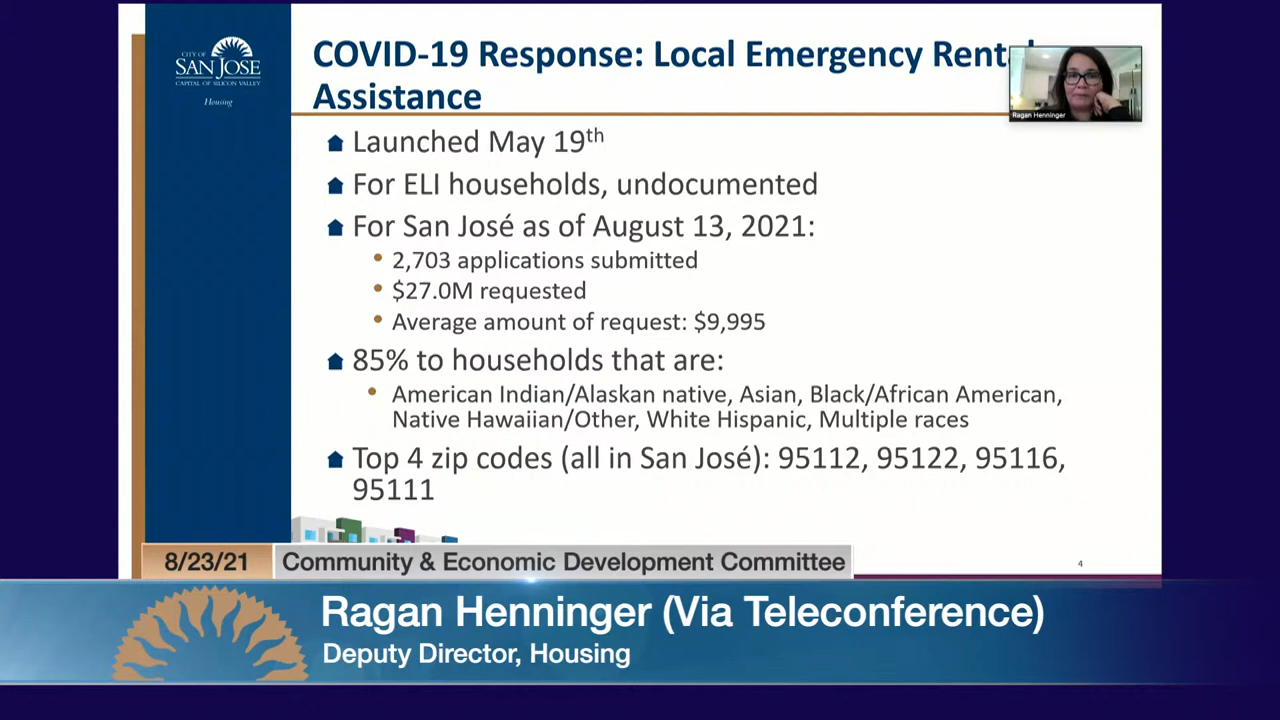 CITY OF
SAN JOSE
CAPITAL OF SILICON VALLEY
Housing
COVID-19 Response: Local Emergency Rental
Assistance
Ragan Henninger
Launched May 19th
For ELI households, undocumented
For San José as of August 13, 2021:
2,703 applications submitted
$27.0M requested
Average amount of request: $9,995
85% to households that are:
American Indian/Alaskan native, Asian, Black/African American,
Native Hawaiian/Other, White Hispanic, Multiple races
Top 4 zip codes (all in San José): 95112, 95122, 95116,
95111
4
8/23/21 Community & Economic Development Committee
Ragan Henninger (Via Teleconference)
Deputy Director, Housing